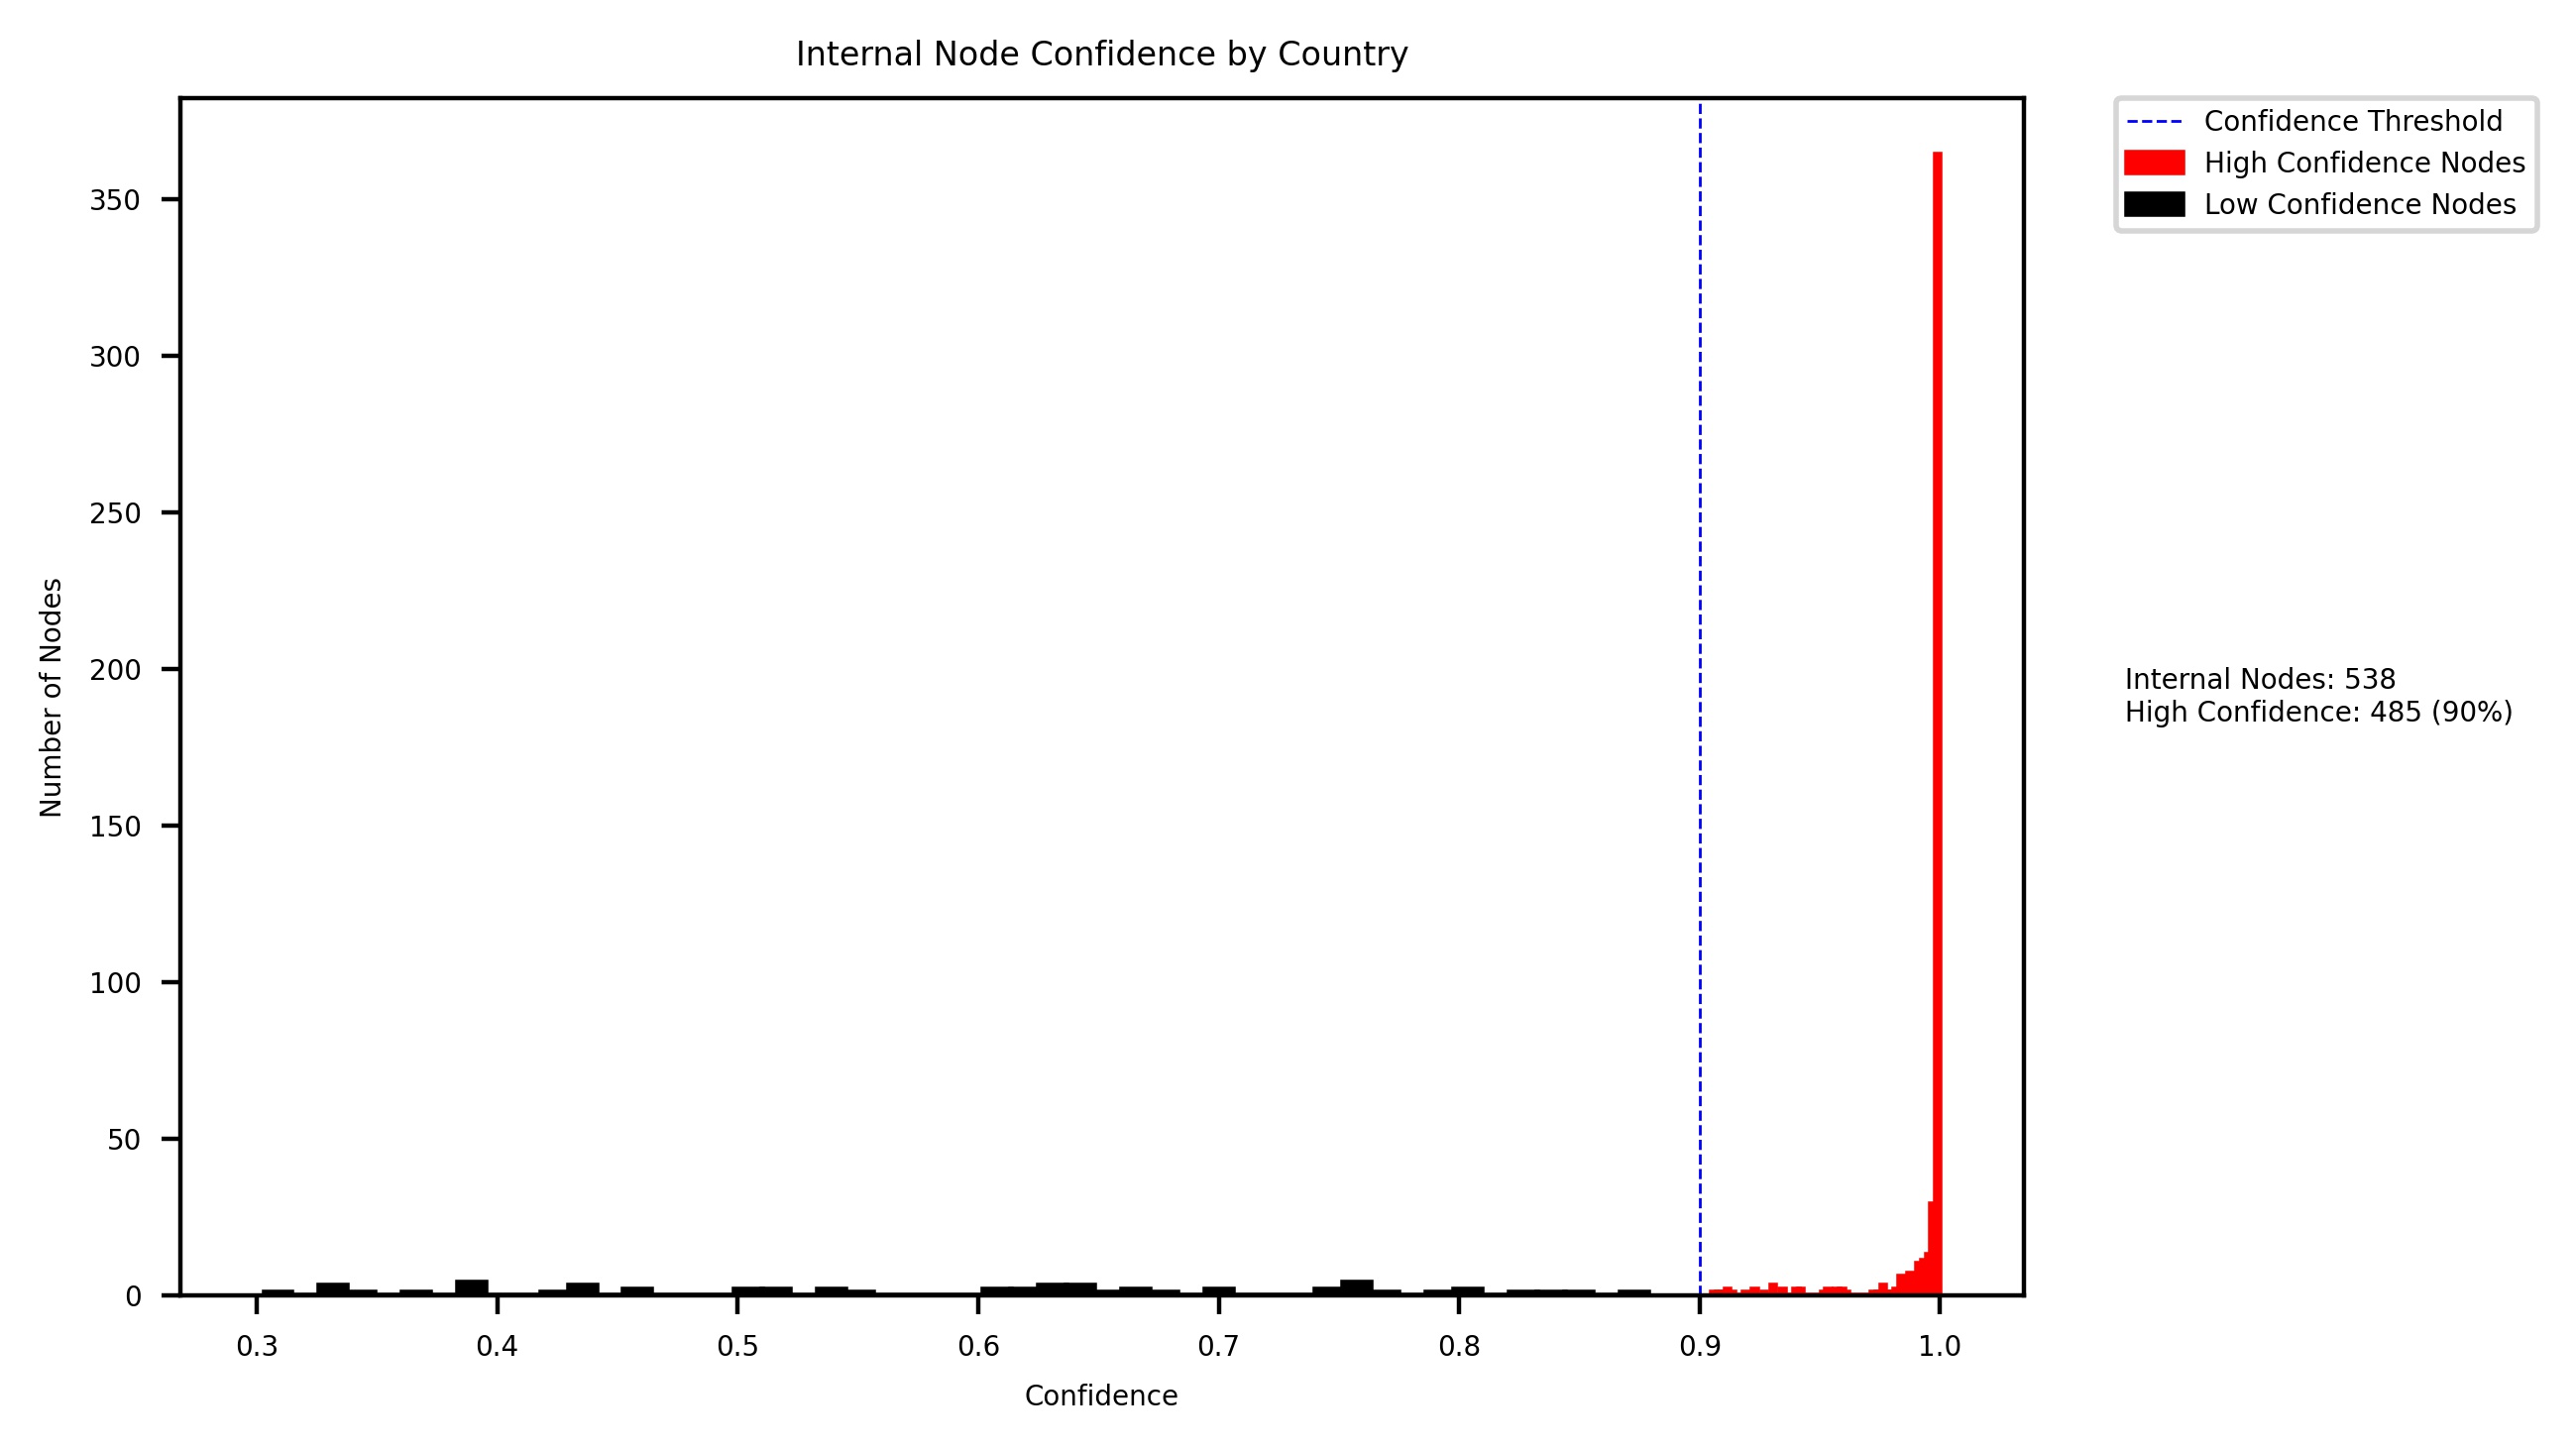 Internal Node Confidence by Country
Confidence Threshold
High Confidence Nodes
Low Confidence Nodes
350
300
250
200
150
100
50
0
Number of Nodes
Internal Nodes: 538
High Confidence: 485 (90%)
0.3 0.4 0.5 0.6 0.7 0.8 0.9 1.0
Confidence